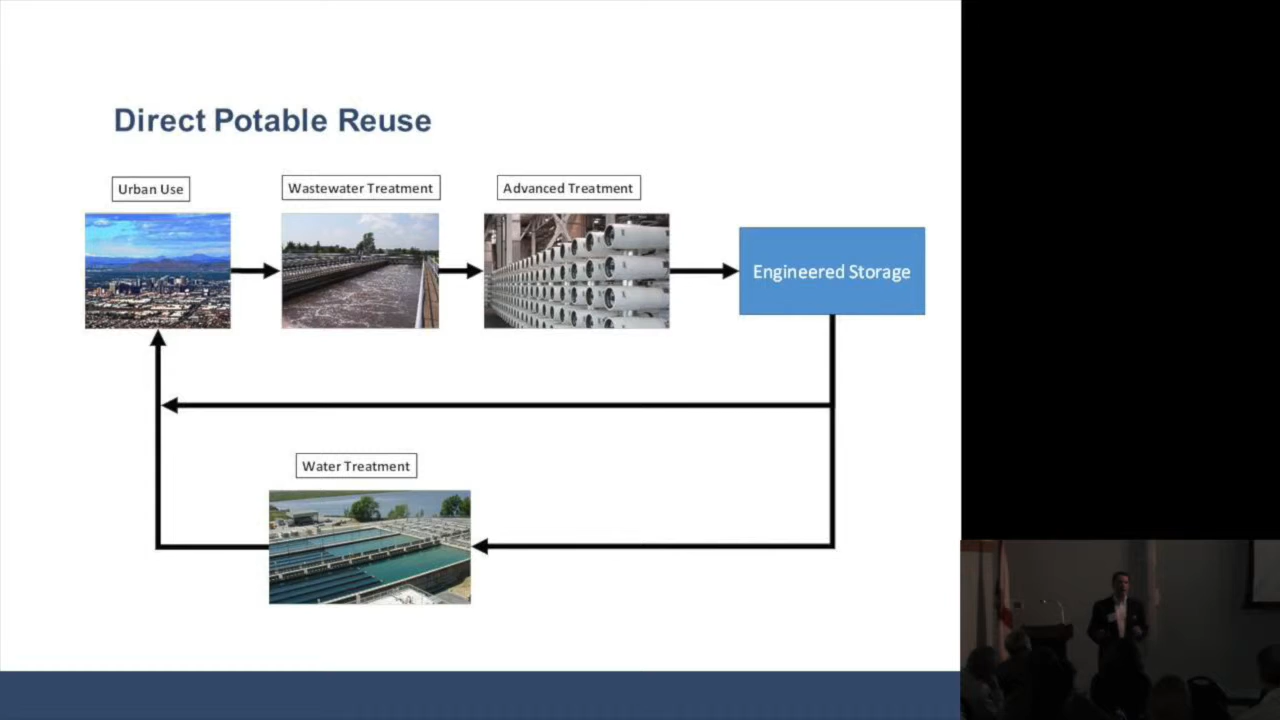 Direct Potable Reuse
Urban Use
Wastewater Treatment
Advanced Treatment
Engineered Storage
Water Treatment